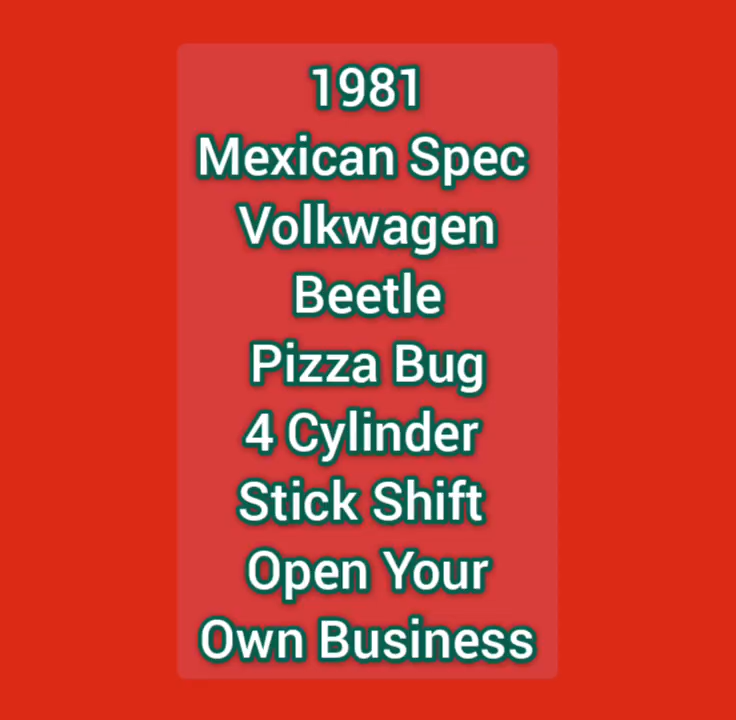 1981
Mexican Spec
Volkwagen
Beetle
Pizza Bug
4 Cylinder
Stick Shift
Open Your
Own Business